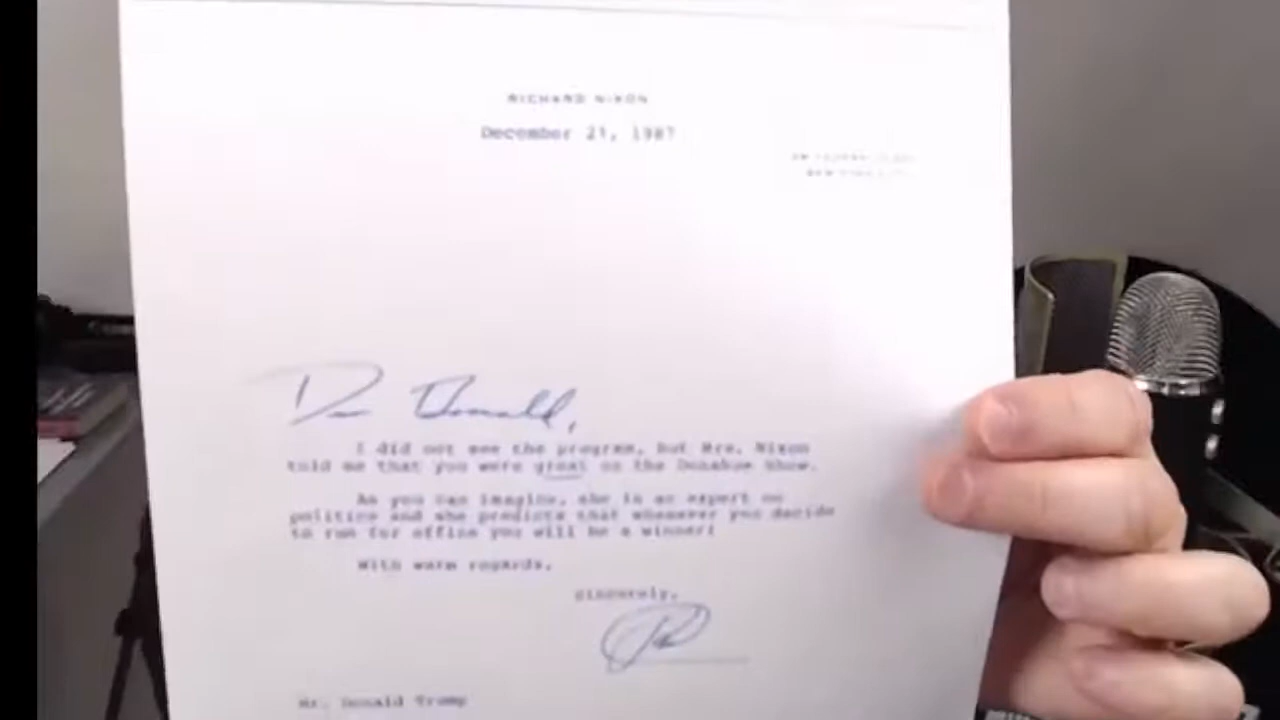 RICHARD NIXON
December 21, 1987
NEW YORK CITY
Dear Donald,
I did not see the program, but Mrs. Nixon
told me that you were great on the Donahue Show.
As you can imagine, she is an expert on
politics and she predicts that whenever you decide
to run for office you will be a winner!
With warm regards,
Sincerely,
Mr. Donald Trump